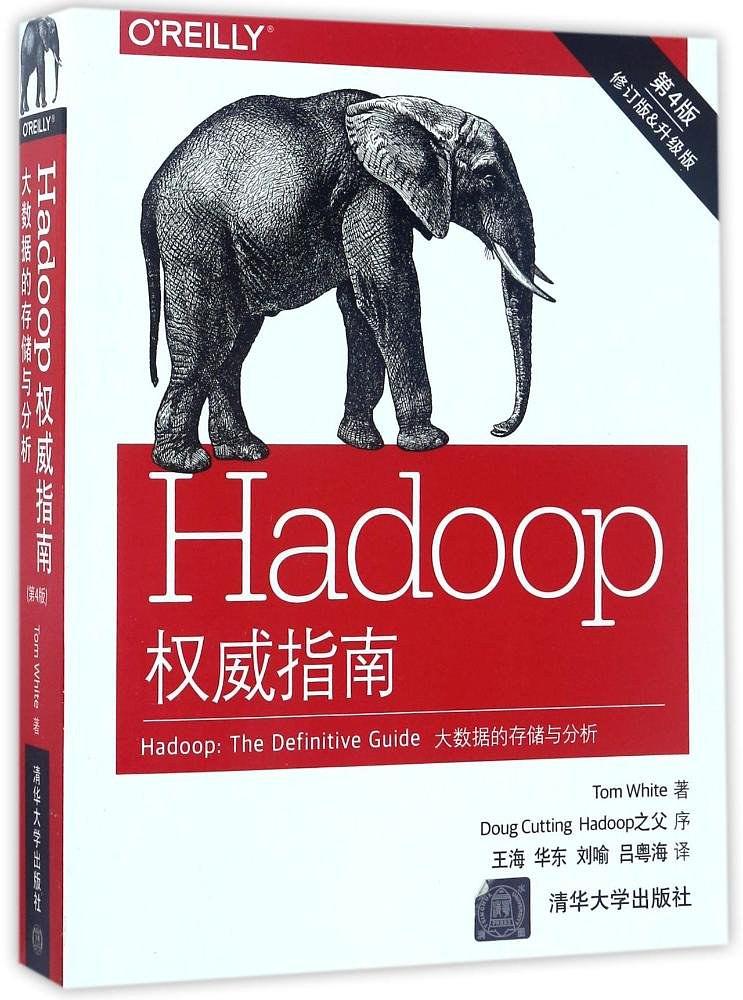 O'REILLY®
第4版
修订版&升级版
Hadoop
权威指南
Hadoop: The Definitive Guide 大数据的存储与分析
Tom White 著
Doug Cutting Hadoop之父 序
王海 华东 刘喻 吕粤海 译
清华大学出版社
O'REILLY®
Hadoop权威指南
(第4版)
大数据的存储与分析
Tom White 著
清华大学出版社